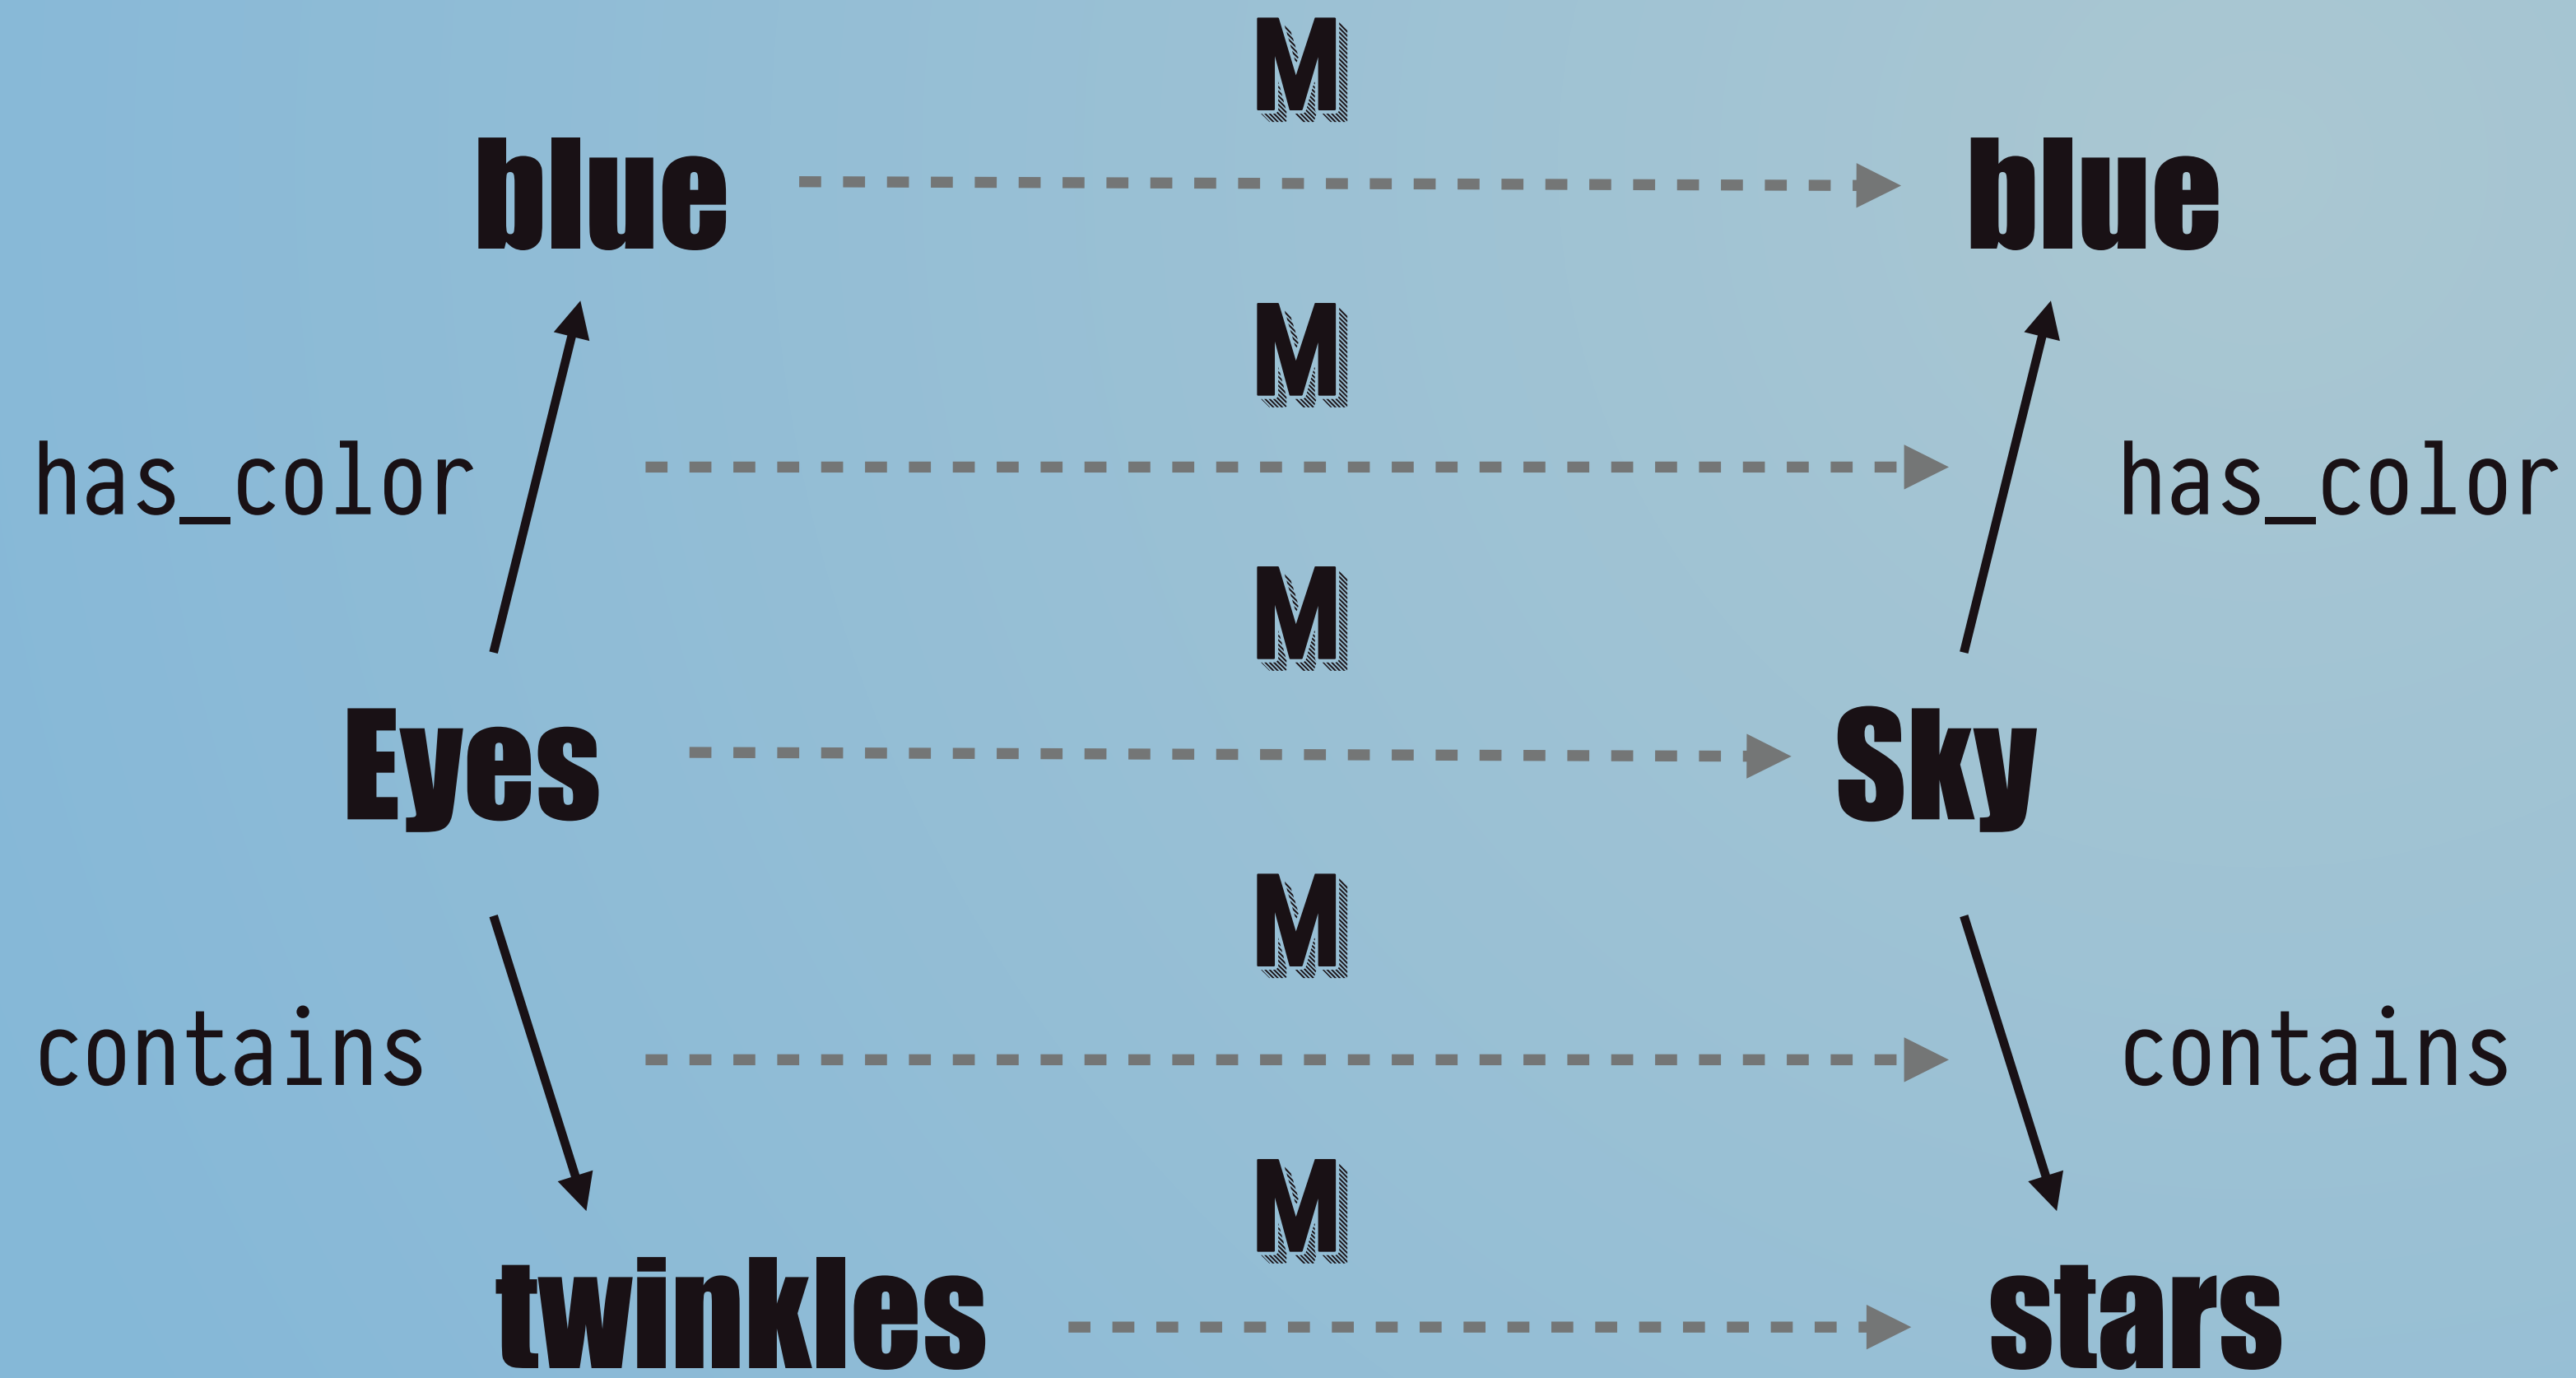 M
blue blue
M
has_color has_color
M
Eyes Sky
M
contains contains
M
twinkles stars